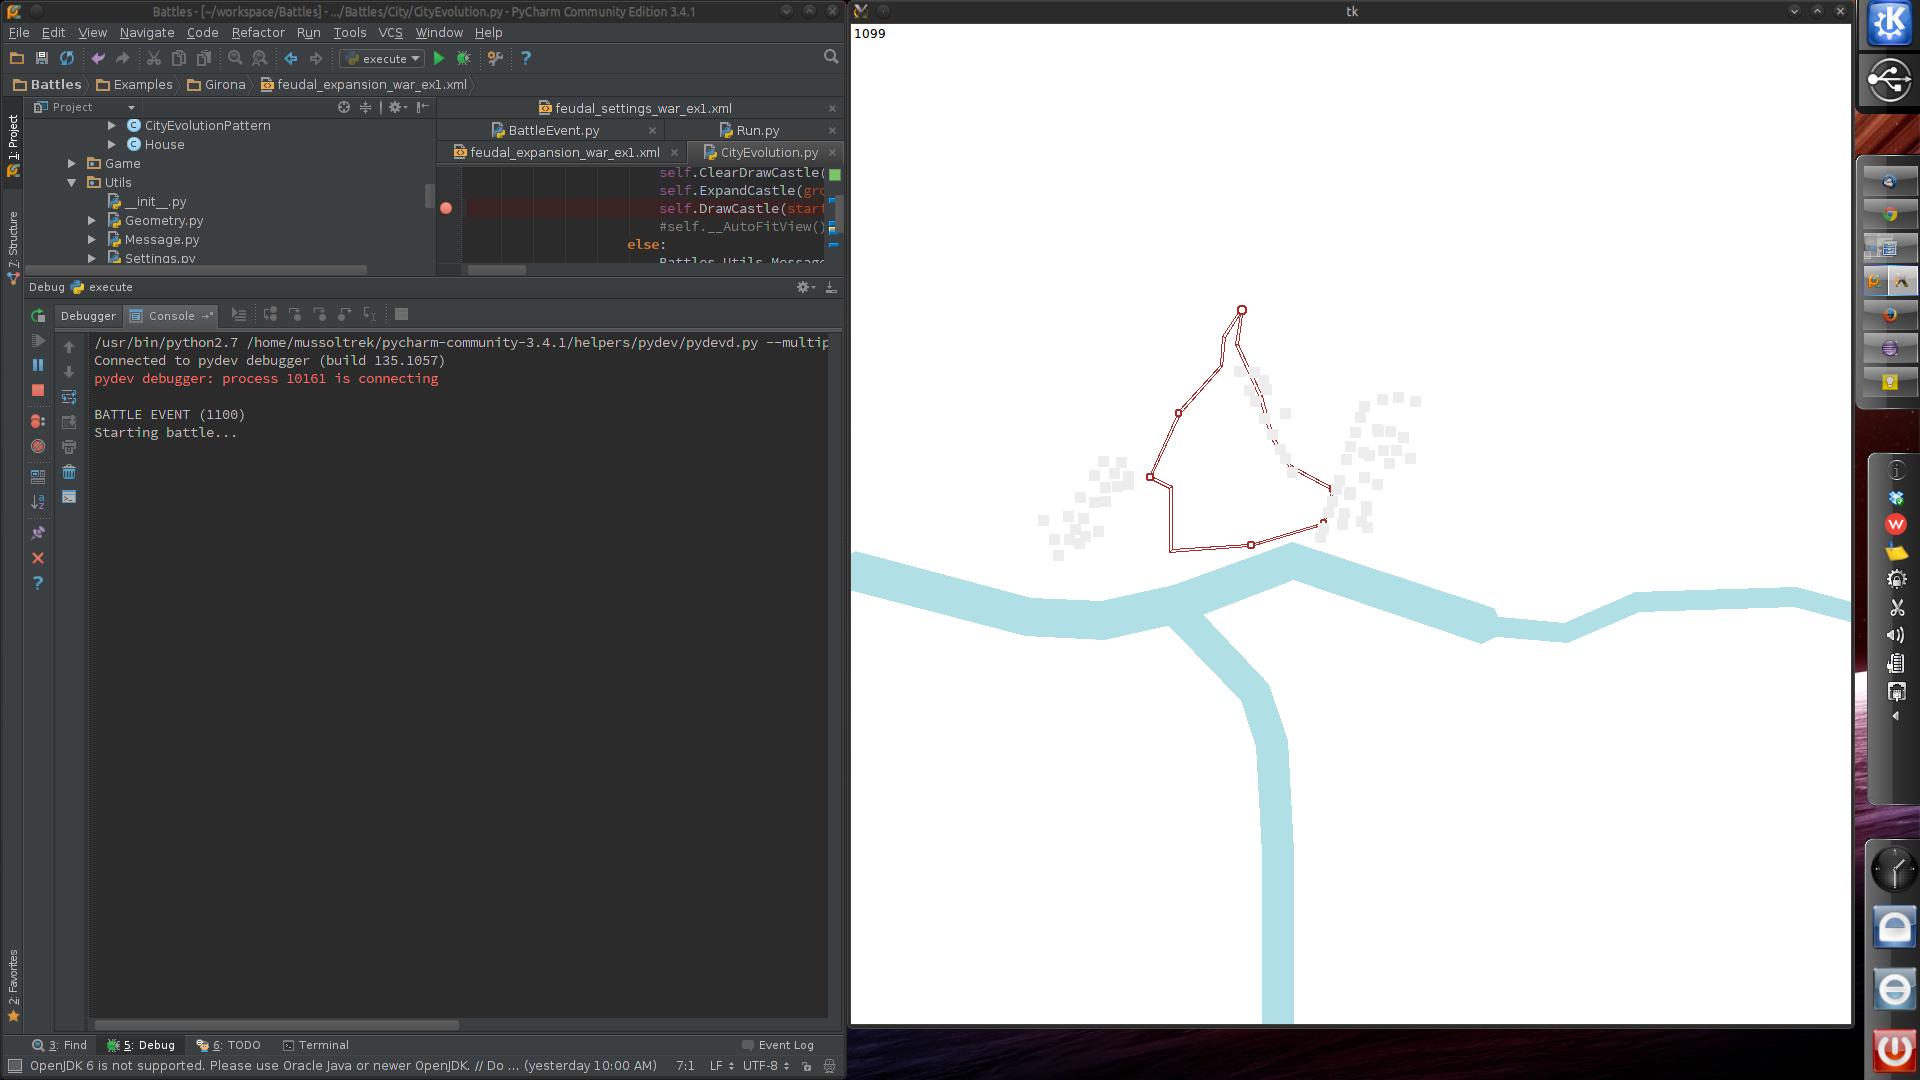 Battles - [~/workspace/Battles] - .../Battles/City/CityEvolution.py - PyCharm Community Edition 3.4.1
File Edit View Navigate Code Refactor Run Tools VCS Window Help
execute
Battles Examples Girona feudal_expansion_war_ex1.xml
Project
feudal_settings_war_ex1.xml
CityEvolutionPattern
BattleEvent.py Run.py
House
feudal_expansion_war_ex1.xml CityEvolution.py
Game
Utils
__init__.py
Geometry.py
Message.py
Settings.py
self.ClearDrawCastle(
self.ExpandCastle(gro
self.DrawCastle(start
#self.__AutoFitView()
else:
Battles.Utils.Message
1: Project
7: Structure
2: Favorites
Debug execute
Debugger Console
/usr/bin/python2.7 /home/mussoltrek/pycharm-community-3.4.1/helpers/pydev/pydevd.py --multip
Connected to pydev debugger (build 135.1057)
pydev debugger: process 10161 is connecting
BATTLE EVENT (1100)
Starting battle...
3: Find 5: Debug 6: TODO Terminal Event Log
OpenJDK 6 is not supported. Please use Oracle Java or newer OpenJDK. // Do ... (yesterday 10:00 AM) 7:1 LF UTF-8
tk
1099